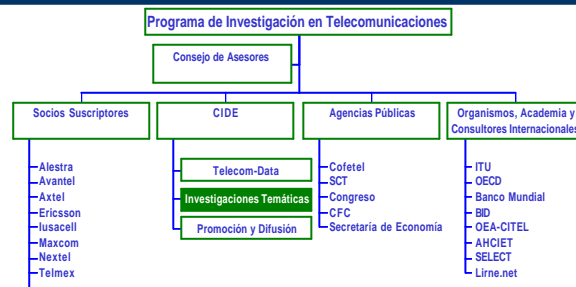 Programa de Investigación en Telecomunicaciones
Consejo de Asesores
Socios Suscriptores
Alestra
Avantel
Axtel
Ericsson
Iusacell
Maxcom
Nextel
Telmex
CIDE
Telecom-Data
Investigaciones Temáticas
Promoción y Difusión
Agencias Públicas
Cofetel
SCT
Congreso
CFC
Secretaría de Economía
Organismos, Academia y
Consultores Internacionales
ITU
OECD
Banco Mundial
BID
OEA-CITEL
AHCIET
SELECT
Lirne.net